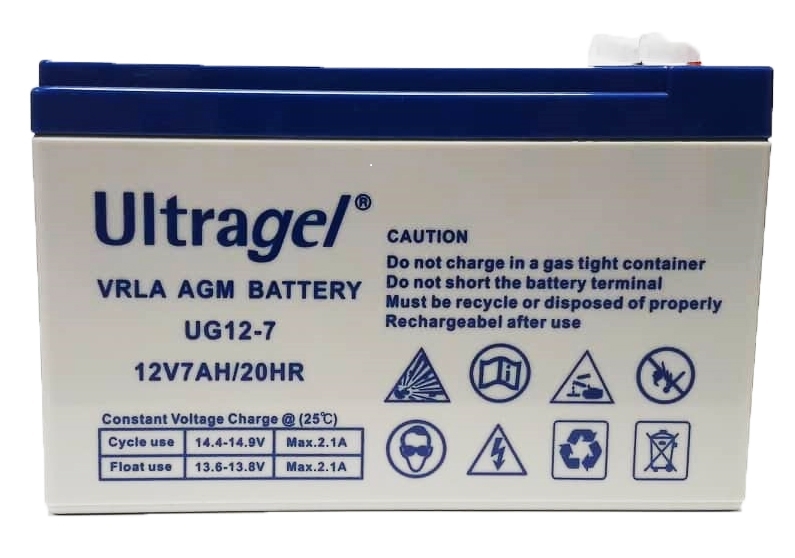 Ultragel®
VRLA AGM BATTERY
UG12-7
12V7AH/20HR
Constant Voltage Charge @ (25℃)
Cycle use 14.4-14.9V Max.2.1A
Float use 13.6-13.8V Max.2.1A
CAUTION
Do not charge in a gas tight container
Do not short the battery terminal
Must be recycle or disposed of properly
Rechargeabel after use